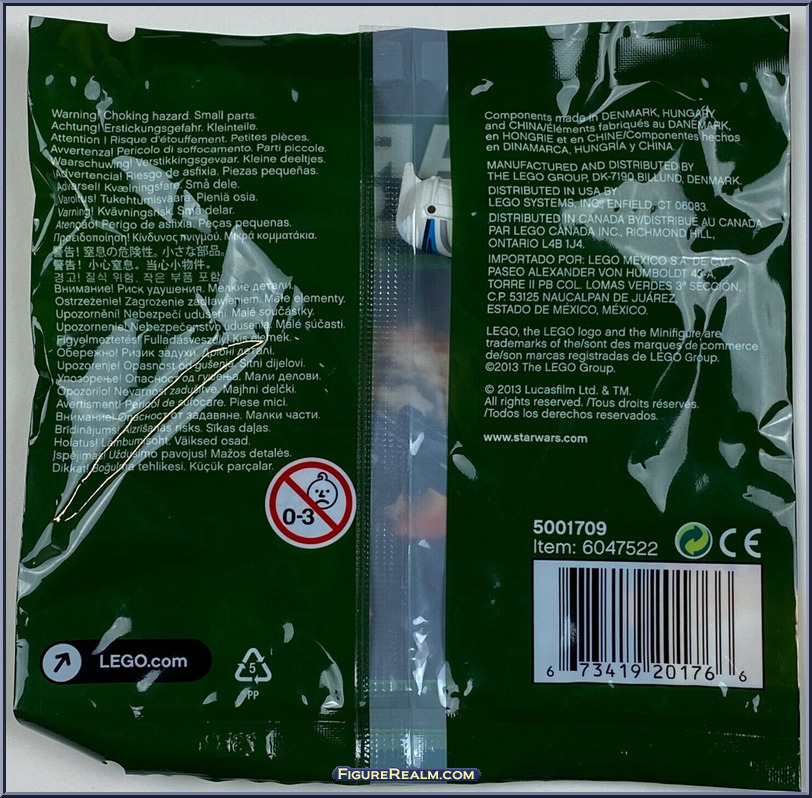 Warning! Choking hazard. Small parts.
Achtung! Erstickungsgefahr. Kleinteile.
Attention ! Risque d'étouffement. Petites pièces.
Avvertenza! Pericolo di soffocamento. Parti piccole.
Waarschuwing! Verstikkingsgevaar. Kleine deeltjes.
¡Advertencia! Riesgo de asfixia. Piezas pequeñas.
Advarsel! Kvælningsfare. Små dele.
Varoitus! Tukehtumisvaara. Pieniä osia.
Varning! Kvävningsrisk. Smådelar.
Atenção! Perigo de asfixia. Peças pequenas.
Προειδοποίηση! Κίνδυνος πνιγμού. Μικρά κομματάκια.
警告! 窒息の危険性。小さな部品。
警告! 小心窒息。当心小物件。
경고! 질식 위험. 작은 부품 포함
Внимание! Риск удушения. Мелкие детали.
Ostrzeżenie! Zagrożenie zadławieniem. Małe elementy.
Upozornění! Nebezpečí udušení. Malé součástky.
Upozornenie! Nebezpečenstvo udusenia. Malé súčasti.
Figyelmeztetés! Fulladásveszély! Kis elemek.
Обережно! Ризик задухи. Дрібні деталі.
Upozorenje! Opasnost od gušenja. Sitni dijelovi.
Упозорење! Опасност од гушења. Мали делови.
Opozorilo! Nevarnost zadušitve. Majhni delčki.
Avertisment! Pericol de sufocare. Piese mici.
Внимание! Опасност от задавяне. Малки части.
Brīdinājums! Aizrīšanās risks. Sīkas daļas.
Hoiatus! Lämbumisoht. Väiksed osad.
Įspėjimas! Uždusimo pavojus! Mažos detalės.
Dikkat! Boğulma tehlikesi. Küçük parçalar.
0-3
LEGO.com
5
PP
Components made in DENMARK, HUNGARY
and CHINA/Éléments fabriqués au DANEMARK,
en HONGRIE et en CHINE/Componentes hechos
en DINAMARCA, HUNGRÍA y CHINA.
MANUFACTURED AND DISTRIBUTED BY
THE LEGO GROUP, DK-7190 BILLUND, DENMARK.
DISTRIBUTED IN USA BY
LEGO SYSTEMS, INC, ENFIELD, CT 06083.
DISTRIBUTED IN CANADA BY/DISTRIBUÉ AU CANADA
PAR LEGO CANADA INC., RICHMOND HILL,
ONTARIO L4B 1J4.
IMPORTADO POR: LEGO MÉXICO S.A. DE C.V.
PASEO ALEXANDER VON HUMBOLDT 43-A,
TORRE II PB COL. LOMAS VERDES 3ª SECCIÓN,
C.P. 53125 NAUCALPAN DE JUÁREZ,
ESTADO DE MÉXICO, MÉXICO.
LEGO, the LEGO logo and the Minifigure are
trademarks of the/sont des marques de commerce
de/son marcas registradas de LEGO Group.
©2013 The LEGO Group.
© 2013 Lucasfilm Ltd. & TM.
All rights reserved. /Tous droits réservés.
/Todos los derechos reservados.
www.starwars.com
5001709
Item: 6047522
CE
6 73419 20176 6
FIGUREREALM.COM